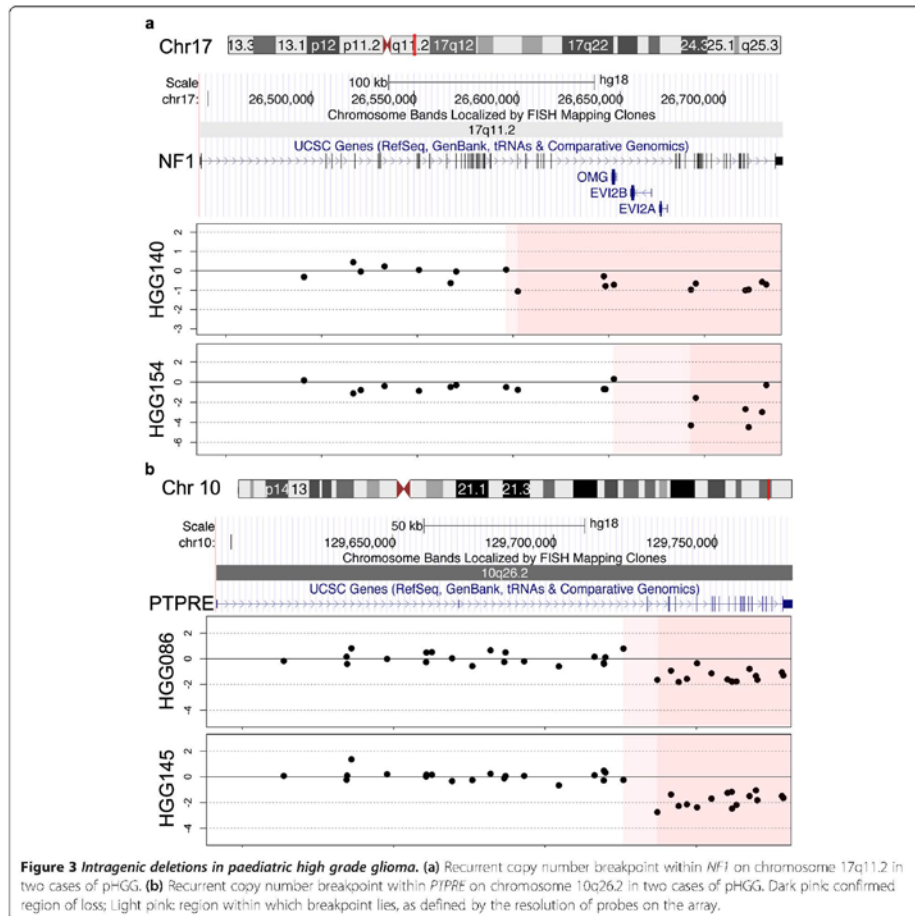 a
Chr17
13.3 13.1 p12 p11.2 q11.2 17q12 17q22 24.3 25.1 q25.3
Scale 100 kb hg18
chr17: 26,500,000 26,550,000 26,600,000 26,650,000 26,700,000
Chromosome Bands Localized by FISH Mapping Clones
17q11.2
UCSC Genes (RefSeq, GenBank, tRNAs & Comparative Genomics)
NF1
OMG
EVI2B
EVI2A
HGG140
2
1
0
-1
-2
-3
HGG154
2
0
-2
-4
-6
b
Chr 10
p14 13 21.1 21.3
Scale 50 kb hg18
chr10: 129,650,000 129,700,000 129,750,000
Chromosome Bands Localized by FISH Mapping Clones
10q26.2
UCSC Genes (RefSeq, GenBank, tRNAs & Comparative Genomics)
PTPRE
HGG086
2
0
-2
-4
HGG145
2
0
-2
-4
Figure 3 Intragenic deletions in paediatric high grade glioma. (a) Recurrent copy number breakpoint within NF1 on chromosome 17q11.2 in
two cases of pHGG. (b) Recurrent copy number breakpoint within PTPRE on chromosome 10q26.2 in two cases of pHGG. Dark pink: confirmed
region of loss; Light pink: region within which breakpoint lies, as defined by the resolution of probes on the array.